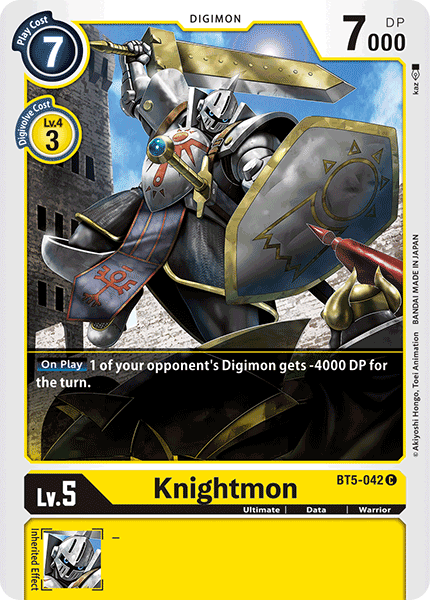 DIGIMON
Play Cost
7
7000
DP
Digivolve Cost
Lv.4
3
kaz
© Akiyoshi Hongo, Toei Animation BANDAI MADE IN JAPAN
On Play 1 of your opponent's Digimon gets -4000 DP for
the turn.
BT5-042 C
Lv.5
Knightmon
Ultimate | Data | Warrior
Inherited Effect
–